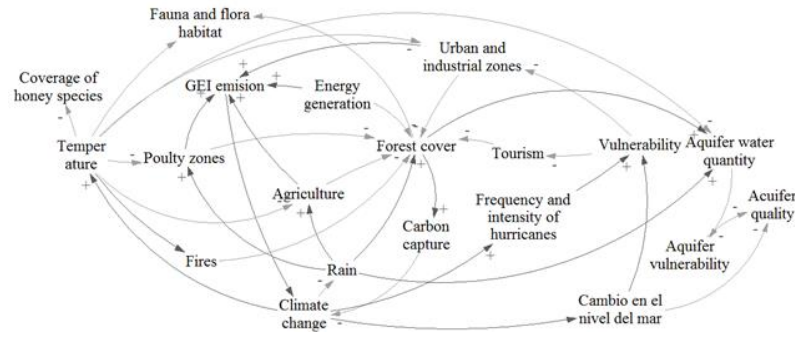 Fauna and flora
habitat
Urban and
industrial zones
Coverage of
honey species
GEI emision
Energy
generation
Temper
ature
Poulty zones
Forest cover
Tourism
Vulnerability
Aquifer water
quantity
Agriculture
Frequency and
intensity of
hurricanes
Carbon
capture
Acuifer
quality
Aquifer
vulnerability
Fires
Rain
Climate
change
Cambio en el
nivel del mar